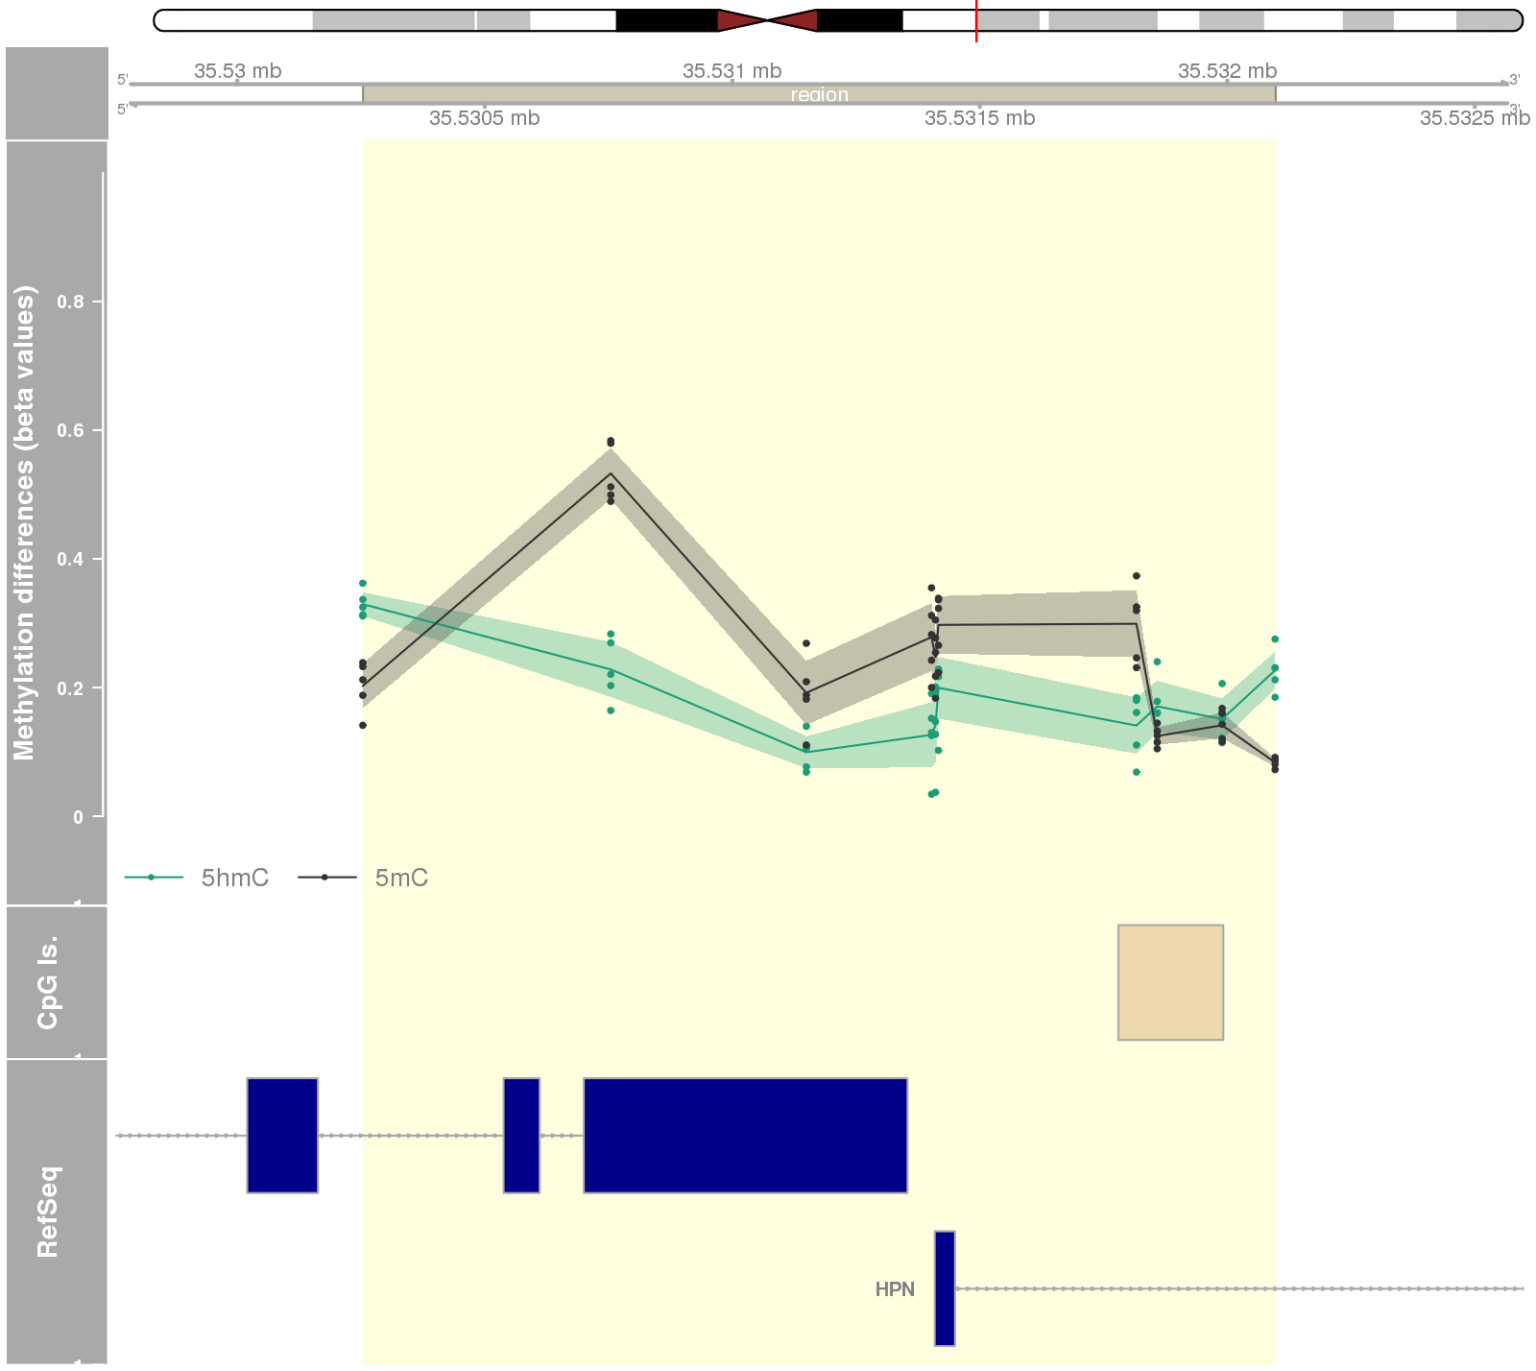 35.53 mb 35.531 mb 35.532 mb
5' 3'
region
5' 3'
35.5305 mb 35.5315 mb 35.5325 mb
Methylation differences (beta values)
0.8
0.6
0.4
0.2
0
5hmC 5mC
CpG Is.
RefSeq
HPN